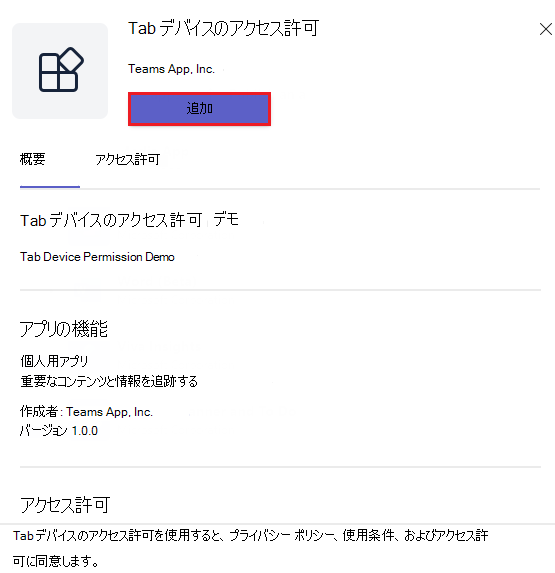 Tab デバイスのアクセス許可
Teams App, Inc.
追加
概要 アクセス許可
Tab デバイスのアクセス許可 デモ
Tab Device Permission Demo
アプリの機能
個人用アプリ
重要なコンテンツと情報を追跡する
作成者: Teams App, Inc.
バージョン 1.0.0
アクセス許可
Tab デバイスのアクセス許可を使用すると、プライバシー ポリシー、使用条件、およびアクセス許
可に同意します。